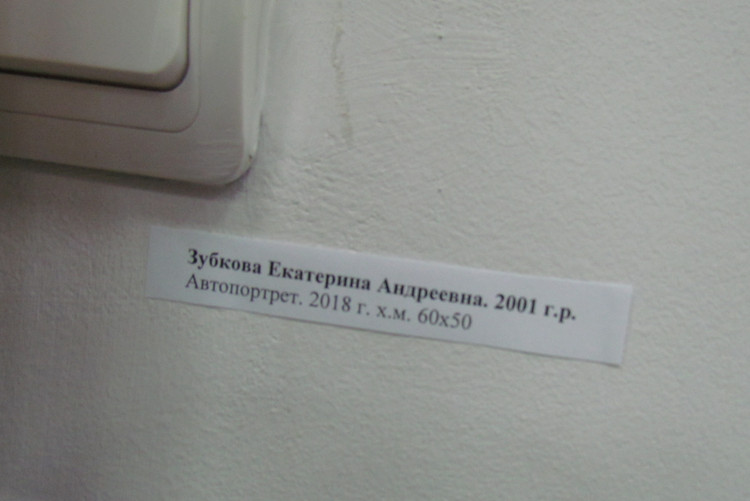 Зубкова Екатерина Андреевна. 2001 г.р.
Автопортрет. 2018 г. х.м. 60х50